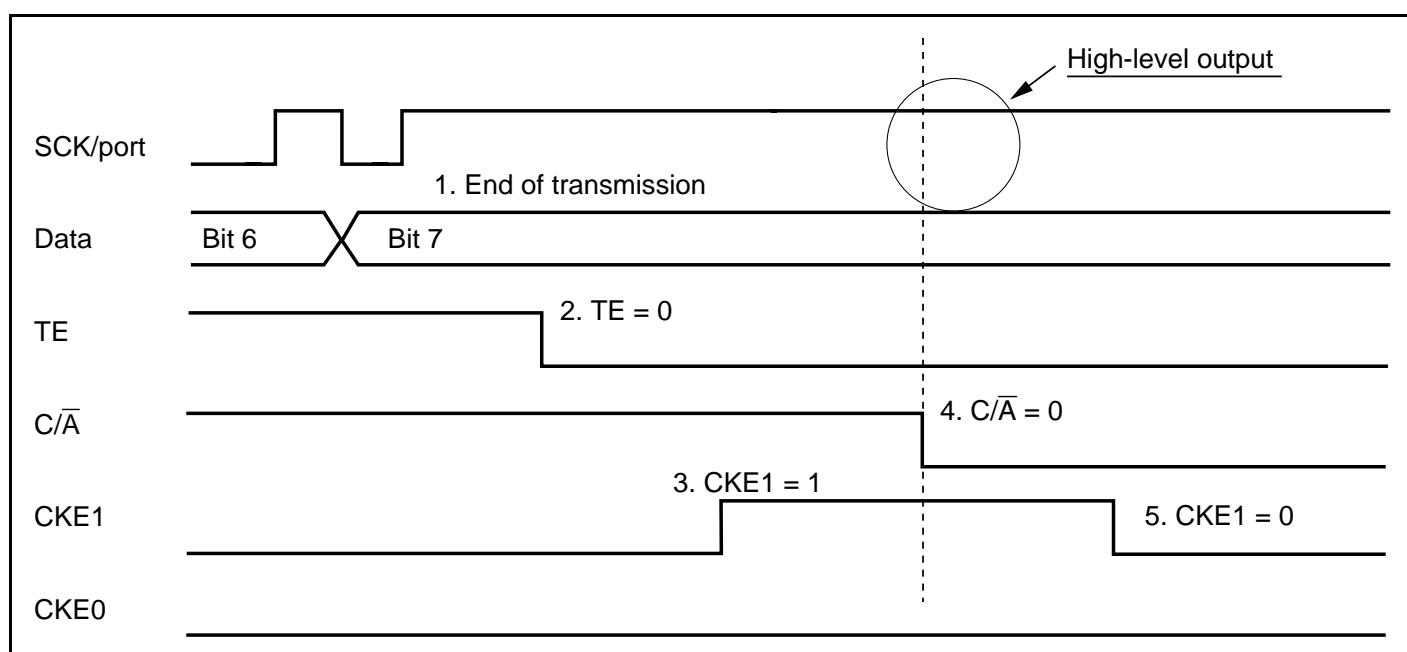 High-level output
SCK/port
1. End of transmission
Data
Bit 6
Bit 7
TE
2. TE = 0
C/A̅
4. C/A̅ = 0
3. CKE1 = 1
CKE1
5. CKE1 = 0
CKE0